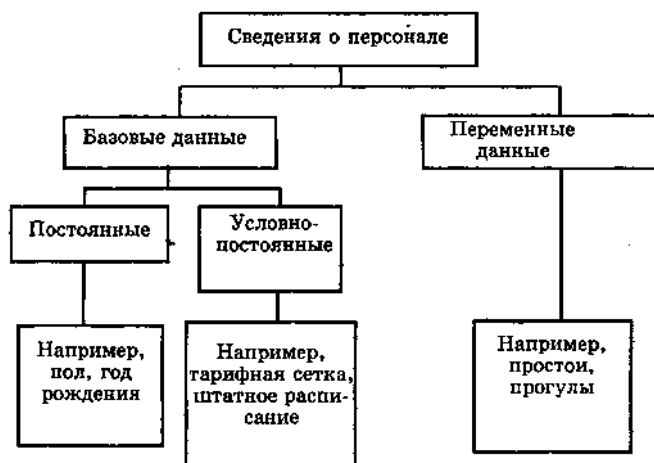 Сведения о персонале
Базовые данные
Переменные
данные
Постоянные
Условно-
постоянные
Например,
пол, год
рождения
Например,
тарифная сетка,
штатное распи-
сание
Например,
простои,
прогулы